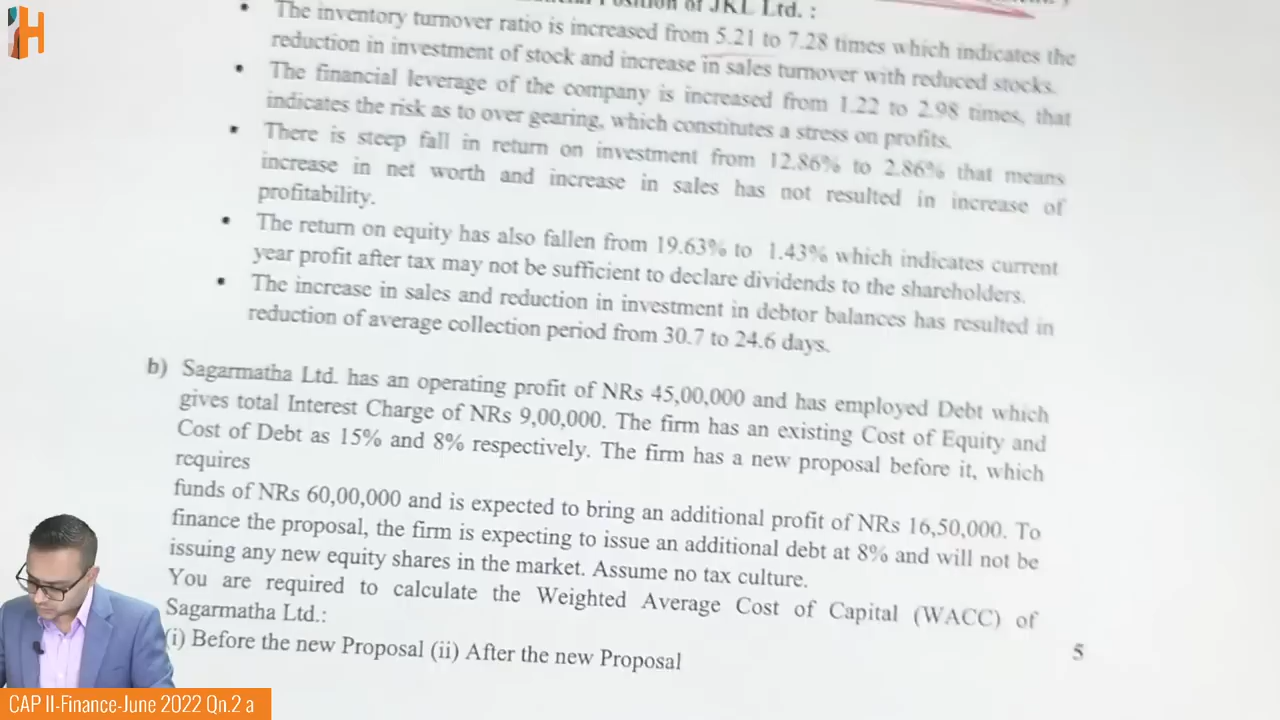 H
Position of JKL Ltd. :
• The inventory turnover ratio is increased from 5.21 to 7.28 times which indicates the
reduction in investment of stock and increase in sales turnover with reduced stocks.
• The financial leverage of the company is increased from 1.22 to 2.98 times, that
indicates the risk as to over gearing, which constitutes a stress on profits.
• There is steep fall in return on investment from 12.86% to 2.86% that means
increase in net worth and increase in sales has not resulted in increase of
profitability.
• The return on equity has also fallen from 19.63% to 1.43% which indicates current
year profit after tax may not be sufficient to declare dividends to the shareholders.
• The increase in sales and reduction in investment in debtor balances has resulted in
reduction of average collection period from 30.7 to 24.6 days.
b) Sagarmatha Ltd. has an operating profit of NRs 45,00,000 and has employed Debt which
gives total Interest Charge of NRs 9,00,000. The firm has an existing Cost of Equity and
Cost of Debt as 15% and 8% respectively. The firm has a new proposal before it, which
requires
funds of NRs 60,00,000 and is expected to bring an additional profit of NRs 16,50,000. To
finance the proposal, the firm is expecting to issue an additional debt at 8% and will not be
issuing any new equity shares in the market. Assume no tax culture.
You are required to calculate the Weighted Average Cost of Capital (WACC) of
Sagarmatha Ltd.:
(i) Before the new Proposal (ii) After the new Proposal 5
CAP II-Finance-June 2022 Qn.2 a